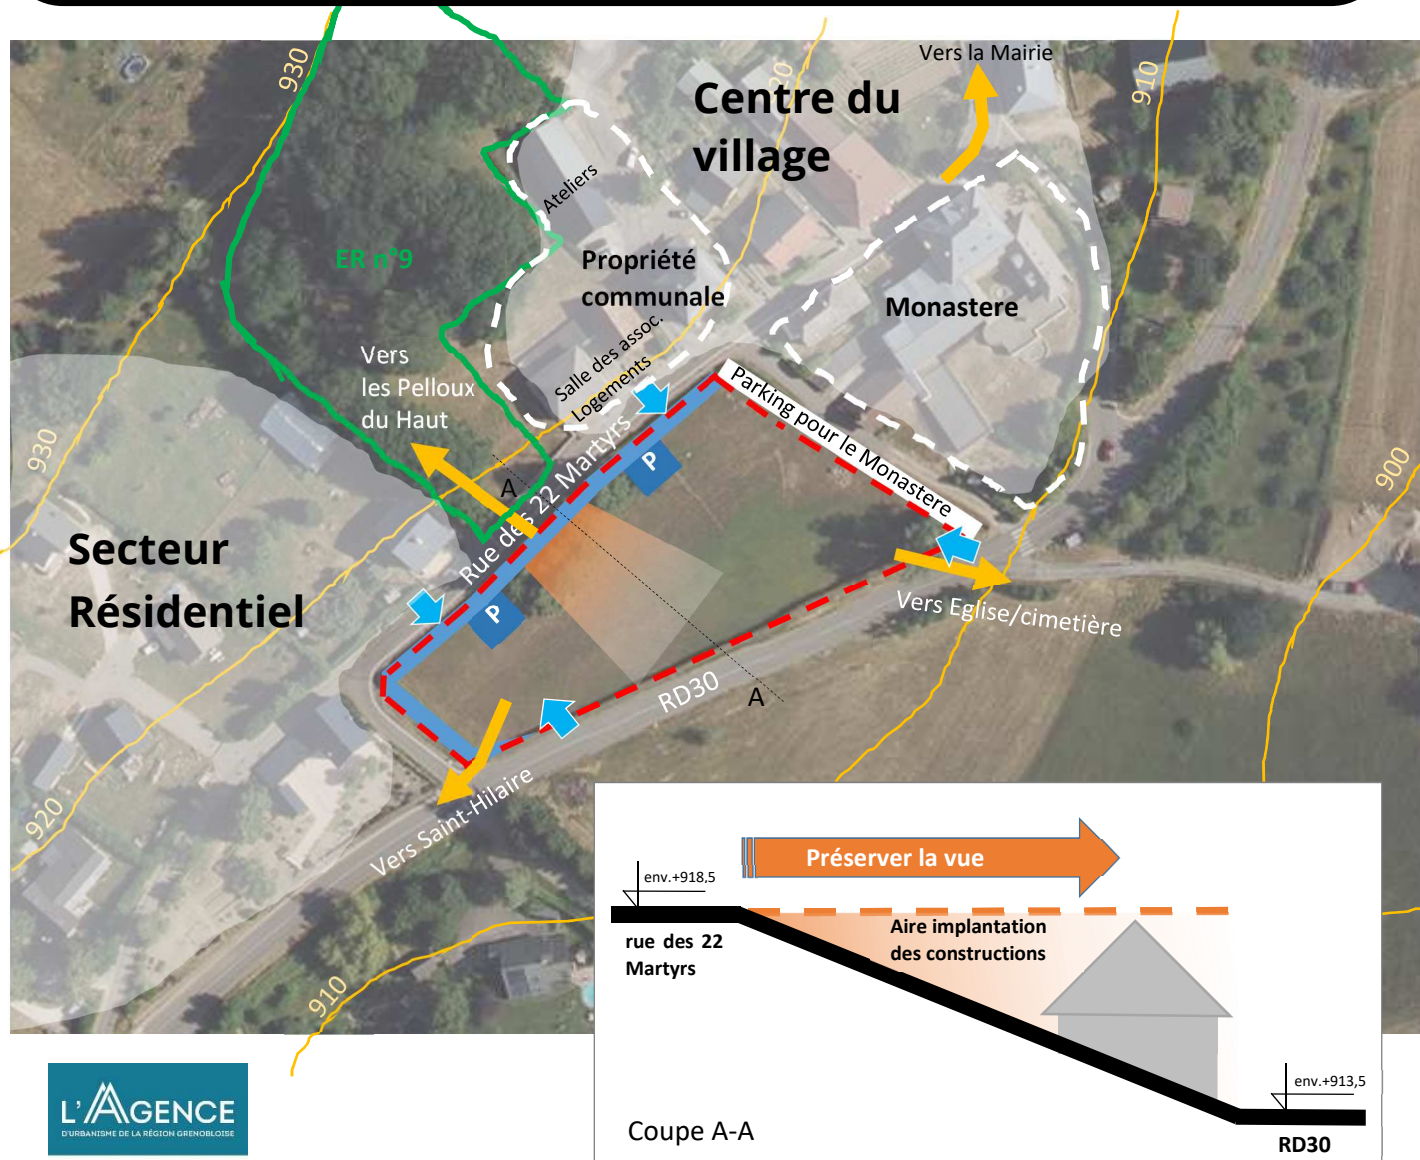 Vers la Mairie
930
20
910
Centre du
village
Ateliers
ER n°9
Propriété
communale
Monastere
Salle des assoc.
Logements
Vers
les Pelloux
du Haut
Parking pour le Monastere
930
900
P
A
Rue des 22 Martyrs
Secteur
Résidentiel
P
Vers Eglise/cimetière
RD30
A
920
Vers Saint-Hilaire
910
Préserver la vue
env.+918,5
rue des 22
Martyrs
Aire implantation
des constructions
env.+913,5
Coupe A-A
RD30
L'AGENCE
D'URBANISME DE LA RÉGION GRENOBLOISE